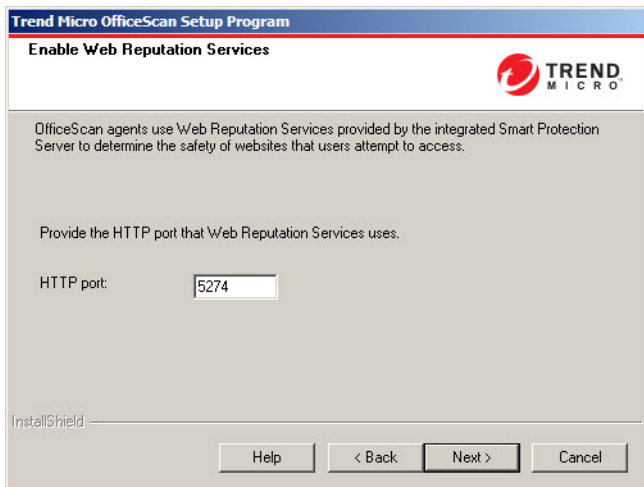 Trend Micro OfficeScan Setup Program
Enable Web Reputation Services
TREND
MICRO
OfficeScan agents use Web Reputation Services provided by the integrated Smart Protection
Server to determine the safety of websites that users attempt to access.
Provide the HTTP port that Web Reputation Services uses.
HTTP port:
5274
InstallShield
Help
< Back
Next >
Cancel